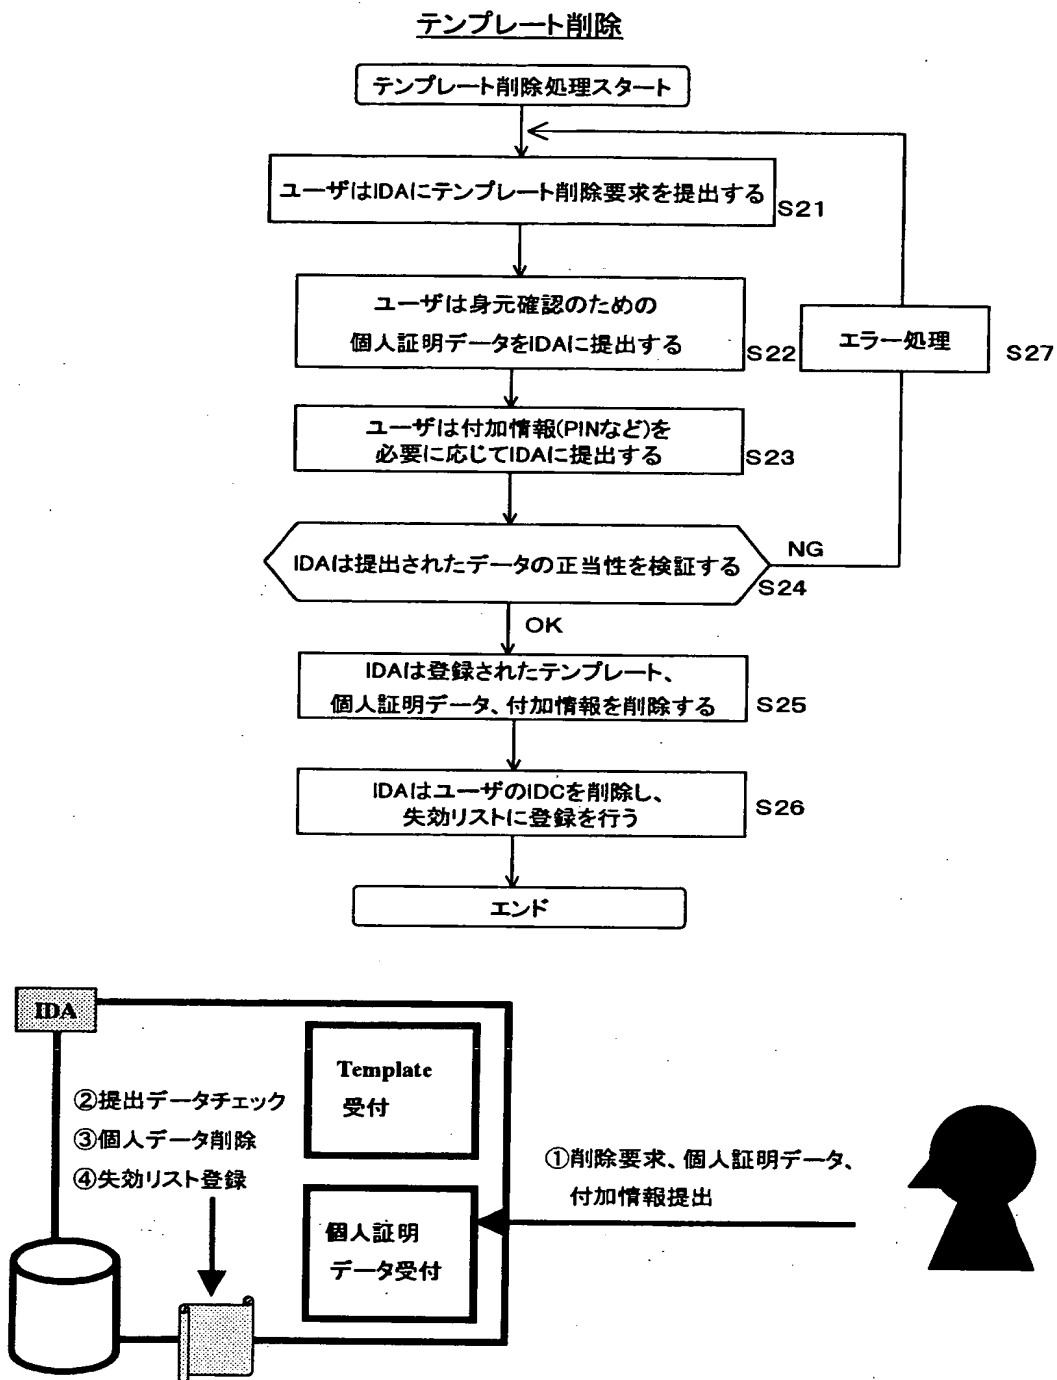 テンプレート削除
テンプレート削除処理スタート
ユーザはIDAにテンプレート削除要求を提出する
S21
ユーザは身元確認のための
個人証明データをIDAに提出する
S22
エラー処理
S27
ユーザは付加情報(PINなど)を
必要に応じてIDAに提出する
S23
IDAは提出されたデータの正当性を検証する
NG
S24
OK
IDAは登録されたテンプレート、
個人証明データ、付加情報を削除する
S25
IDAはユーザのIDCを削除し、
失効リストに登録を行う
S26
エンド
IDA
Template
受付
②提出データチェック
③個人データ削除
④失効リスト登録
①削除要求、個人証明データ、
付加情報提出
個人証明
データ受付